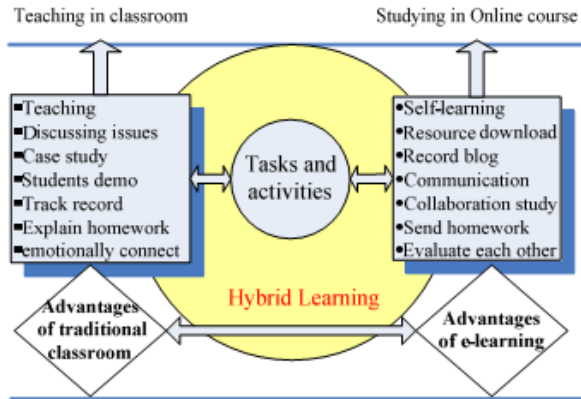 Teaching in classroom
Studying in Online course
▪Teaching
▪Discussing issues
▪Case study
▪Students demo
▪Track record
▪Explain homework
▪emotionally connect
Tasks and
activities
•Self-learning
•Resource download
•Record blog
•Communication
•Collaboration study
•Send homework
•Evaluate each other
Hybrid Learning
Advantages
of traditional
classroom
Advantages
of e-learning